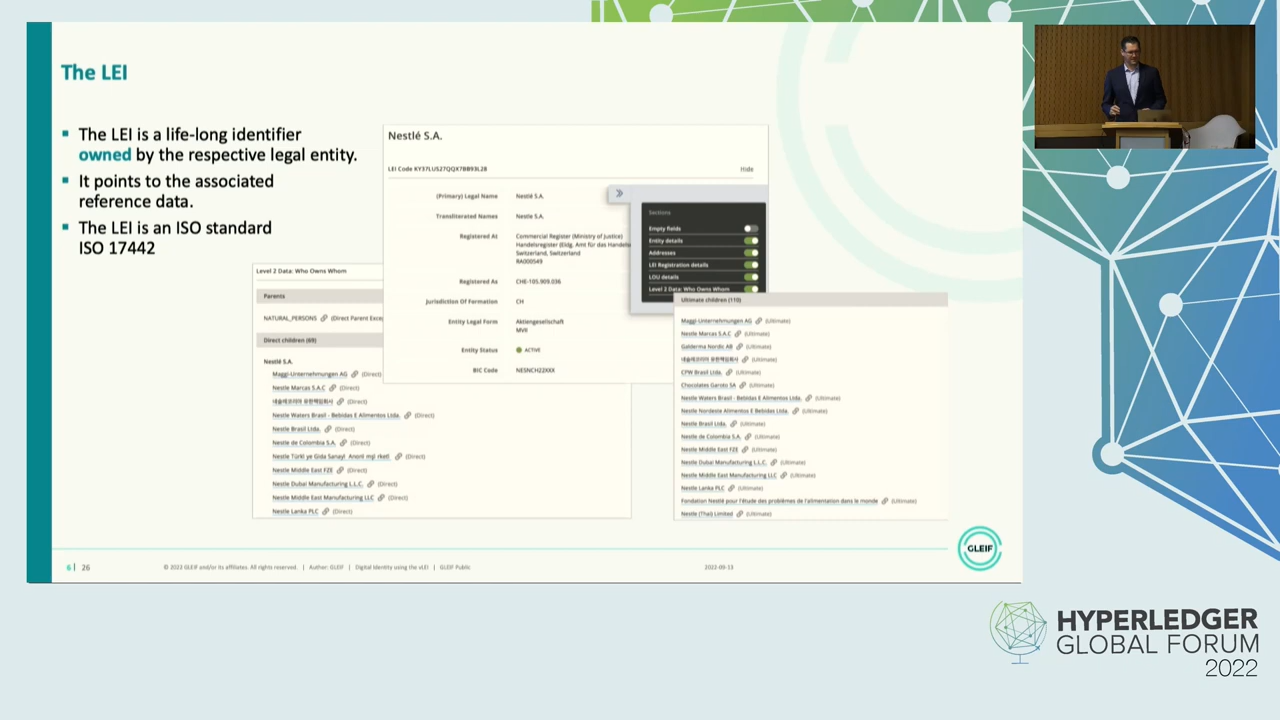 The LEI
▪ The LEI is a life-long identifier
owned by the respective legal entity.
▪ It points to the associated
reference data.
▪ The LEI is an ISO standard
ISO 17442
Nestlé S.A.
LEI Code KY37LUS27QQX7BB93L28
Hide
(Primary) Legal Name Nestlé S.A.
Transliterated Names Nestle S.A.
Registered At Commercial Register (Ministry of Justice)
Handelsregister (Eidg. Amt für das Handels
Switzerland, Switzerland
RA000549
Registered As CHE-105.909.036
Jurisdiction Of Formation CH
Entity Legal Form Aktiengesellschaft
MVII
Entity Status ACTIVE
BIC Code NESNCH22XXX
»
Sections
Empty fields
Entity details
Addresses
LEI Registration details
LOU details
Level 2 Data: Who Owns Whom
Level 2 Data: Who Owns Whom
Parents
NATURAL_PERSONS (Direct Parent Exce
Direct children (69)
Nestlé S.A.
Maggi-Unternehmungen AG (Direct)
Nestle Marcas S.A.C (Direct)
(Direct)
Nestle Waters Brasil - Bebidas E Alimentos Ltda. (Direct)
Nestle Brasil Ltda. (Direct)
Nestle de Colombia S.A. (Direct)
(Direct)
Nestle Middle East FZE (Direct)
Nestle Dubai Manufacturing L.L.C. (Direct)
Nestle Middle East Manufacturing LLC (Direct)
Nestle Lanka PLC (Direct)
Ultimate children (110)
Maggi-Unternehmungen AG (Ultimate)
Nestle Marcas S.A.C (Ultimate)
Galderma Nordic AB (Ultimate)
(Ultimate)
CPW Brasil Ltda. (Ultimate)
Chocolates Garoto SA (Ultimate)
Nestle Waters Brasil - Bebidas E Alimentos Ltda. (Ultimate)
Nestle Nordeste Alimentos E Bebidas Ltda. (Ultimate)
Nestle Brasil Ltda. (Ultimate)
Nestle de Colombia S.A. (Ultimate)
Nestle Middle East FZE (Ultimate)
Nestle Dubai Manufacturing L.L.C. (Ultimate)
Nestle Middle East Manufacturing LLC (Ultimate)
Nestle Lanka PLC (Ultimate)
Fondation Nestlé pour l'étude des problèmes de l'alimentation dans le monde (Ultimate)
Nestle (Thai) Limited (Ultimate)
GLEIF
6 | 26
© 2022 GLEIF and/or its affiliates. All rights reserved. | Author: GLEIF | Digital Identity using the vLEI | GLEIF Public
2022-09-13
HYPERLEDGER
GLOBAL FORUM
2022